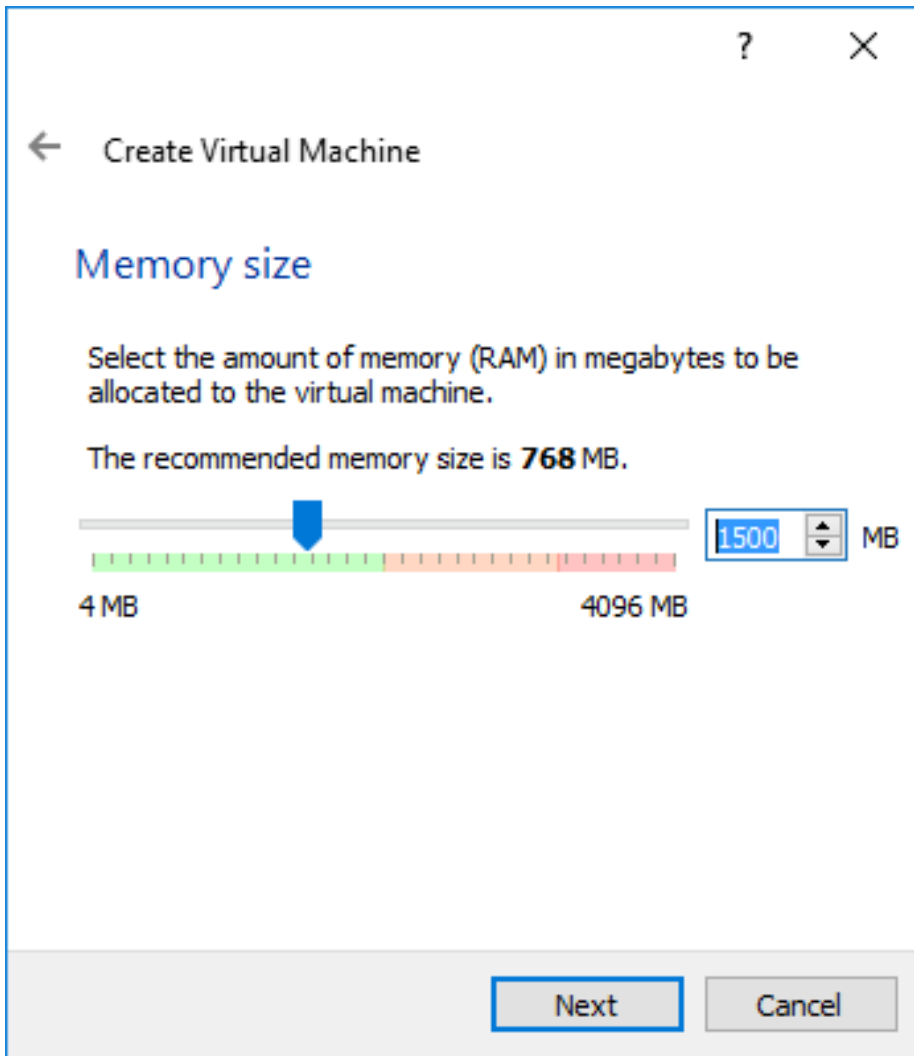 ?
Create Virtual Machine
Memory size
Select the amount of memory (RAM) in megabytes to be
allocated to the virtual machine.
The recommended memory size is 768 MB.
1500 MB
4 MB 4096 MB
Next Cancel